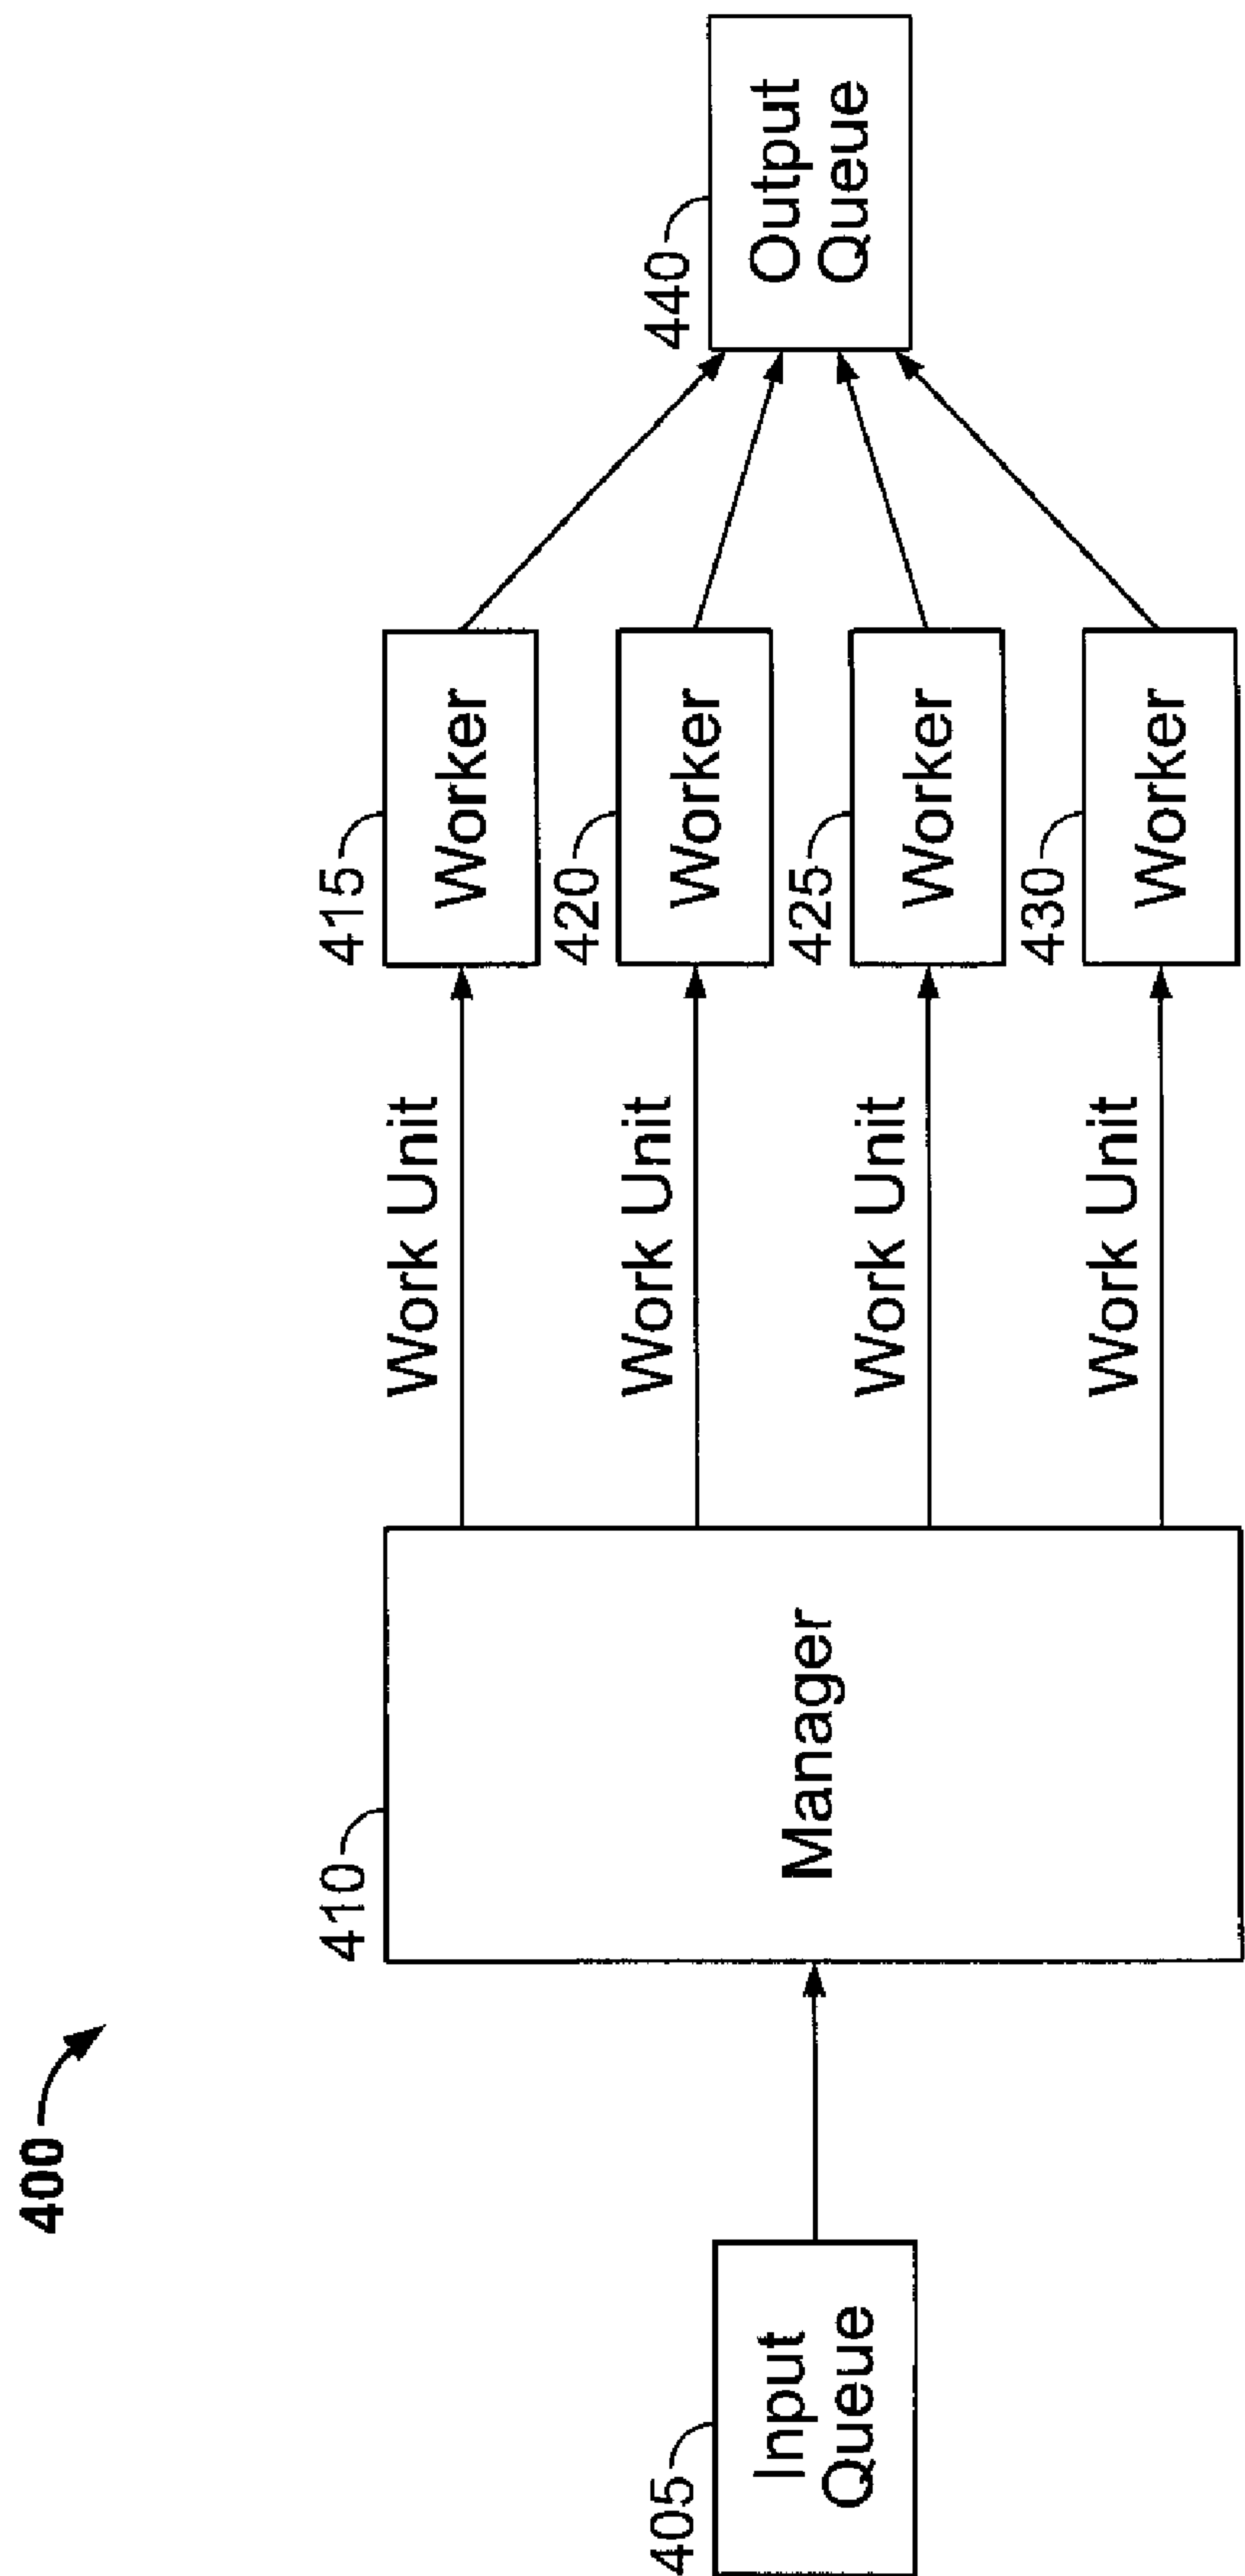 400
405
Input
Queue
410
Manager
Work Unit
Work Unit
Work Unit
Work Unit
415
Worker
420
Worker
425
Worker
430
Worker
440
Output
Queue